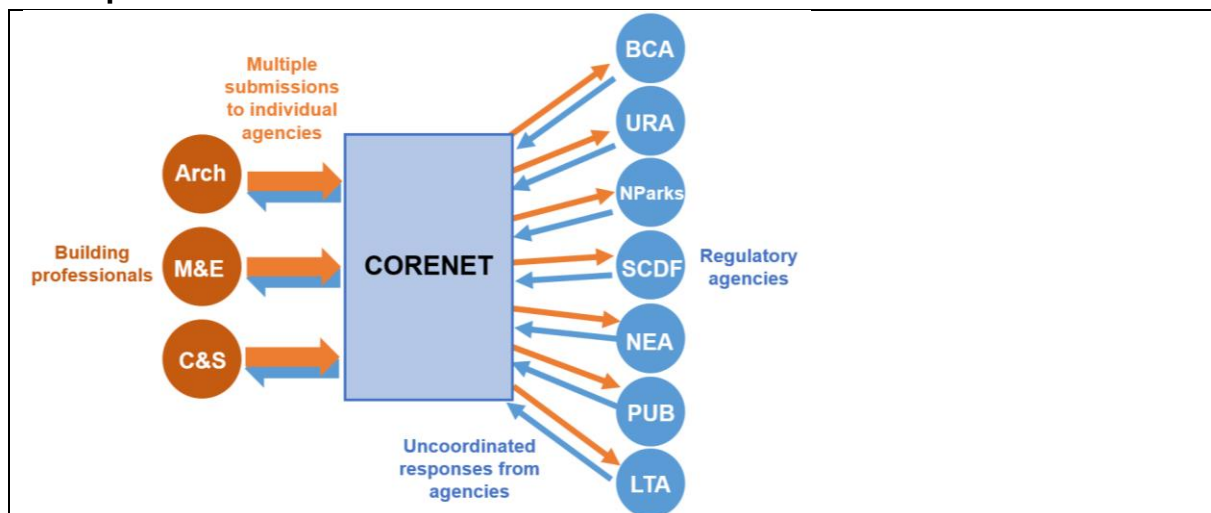 Multiple
submissions
to individual
agencies
Arch
M&E
C&S
Building
professionals
CORENET
BCA
URA
NParks
SCDF
NEA
PUB
LTA
Regulatory
agencies
Uncoordinated
responses from
agencies